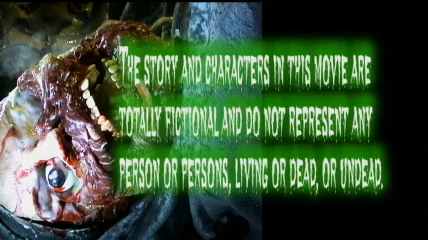 The story and characters in this movie are
totally fictional and do not represent any
person or persons, living or dead, or undead.